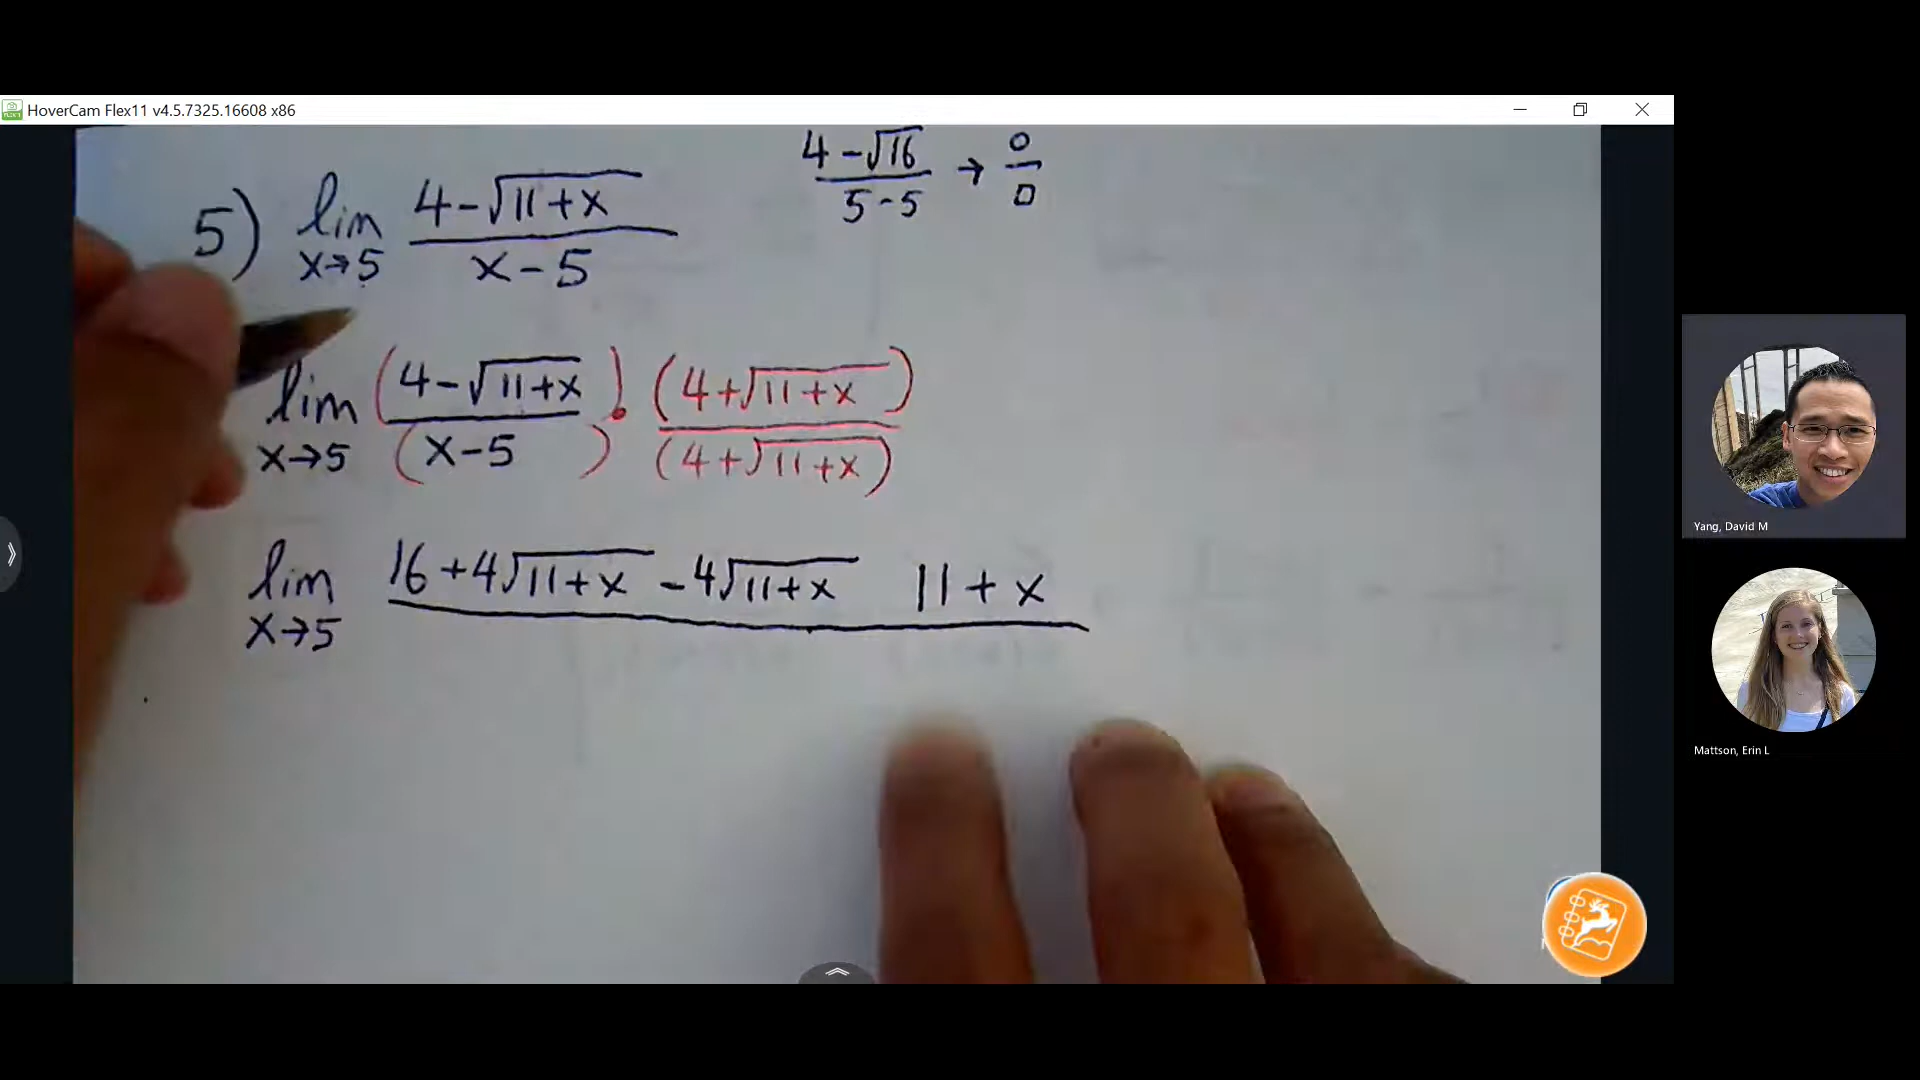 HoverCam Flex11 v4.5.7325.16608 x86
5) lim x→5 (4-√(11+x))/(x-5)
(4-√16)/(5-5) → 0/0
lim x→5 (4-√(11+x))/(x-5) · (4+√(11+x))/(4+√(11+x))
lim x→5 16+4√(11+x) -4√(11+x) 11+x
Yang, David M
Mattson, Erin L